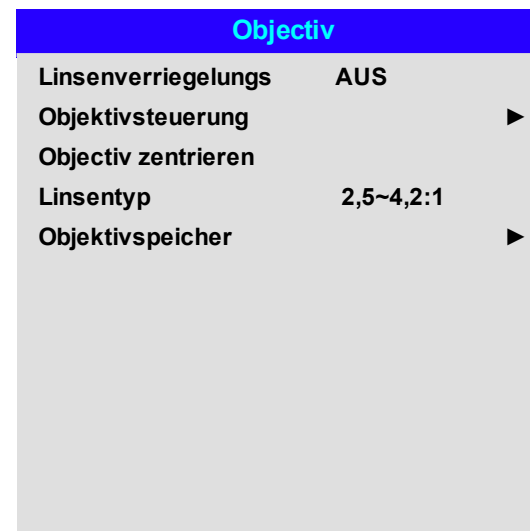 Objectiv
Linsenverriegelungs AUS
Objektivsteuerung ►
Objectiv zentrieren
Linsentyp 2,5~4,2:1
Objektivspeicher ►